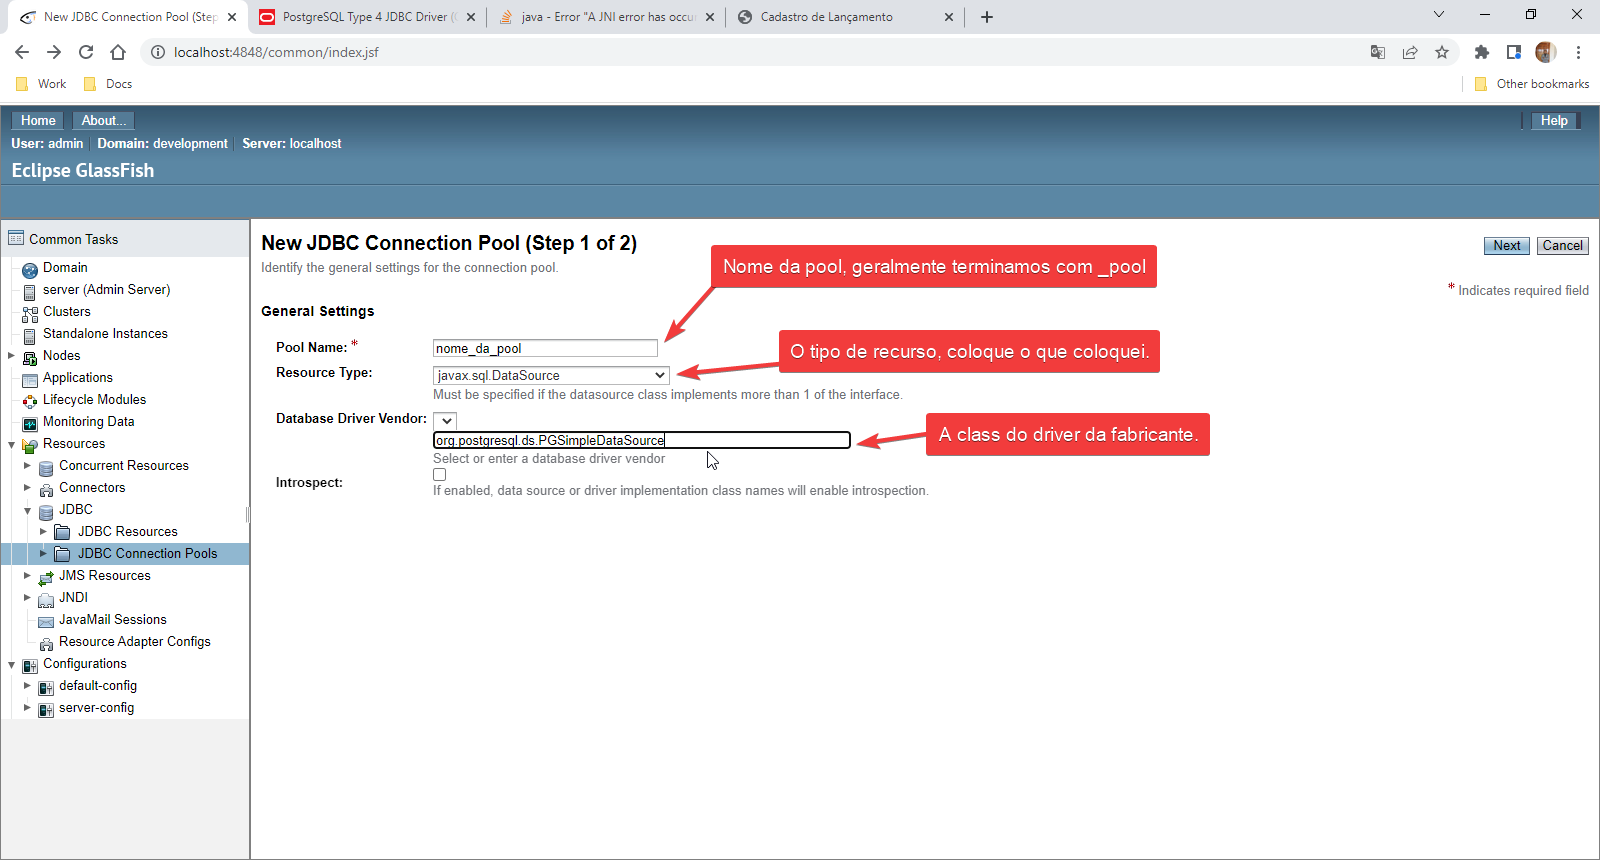 New JDBC Connection Pool (Step
PostgreSQL Type 4 JDBC Driver (
java - Error "A JNI error has occu
Cadastro de Lançamento
localhost:4848/common/index.jsf
Work
Docs
Other bookmarks
Home
About...
Help
User: admin
Domain: development
Server: localhost
Eclipse GlassFish
Common Tasks
Domain
server (Admin Server)
Clusters
Standalone Instances
Nodes
Applications
Lifecycle Modules
Monitoring Data
Resources
Concurrent Resources
Connectors
JDBC
JDBC Resources
JDBC Connection Pools
JMS Resources
JNDI
JavaMail Sessions
Resource Adapter Configs
Configurations
default-config
server-config
New JDBC Connection Pool (Step 1 of 2)
Next
Cancel
Identify the general settings for the connection pool.
Nome da pool, geralmente terminamos com _pool
* Indicates required field
General Settings
Pool Name: *
nome_da_pool
O tipo de recurso, coloque o que coloquei.
Resource Type:
javax.sql.DataSource
Must be specified if the datasource class implements more than 1 of the interface.
Database Driver Vendor:
org.postgresql.ds.PGSimpleDataSource
A class do driver da fabricante.
Select or enter a database driver vendor
Introspect:
If enabled, data source or driver implementation class names will enable introspection.